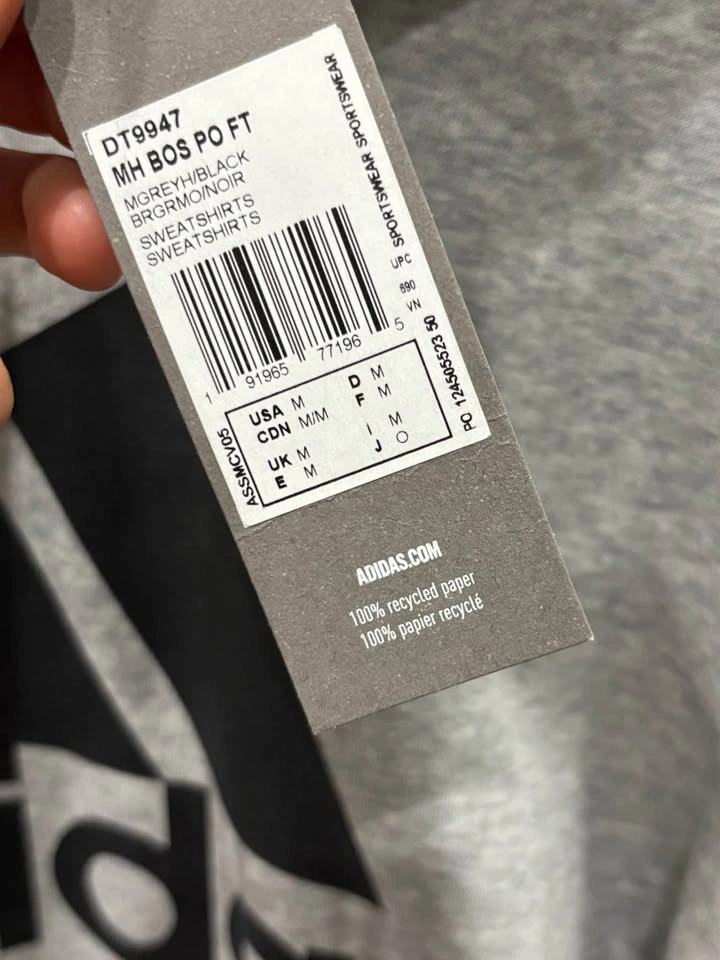 DT9947
MH BOS PO FT
MGREYH/BLACK
BRGRMO/NOIR
SWEATSHIRTS
SWEATSHIRTS
SPORTSWEAR SPORTSWEAR
UPC
690
VN
1 91965 77196 5
USA M D M
CDN M/M F M
UK M I M
E M J O
ASSMCV05
PO 124505523 50
ADIDAS.COM
100% recycled paper
100% papier recyclé